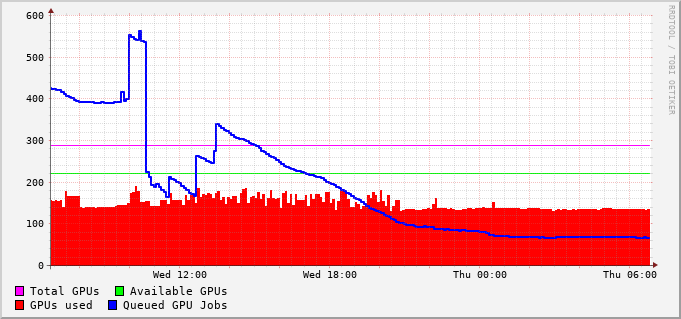 600
500
400
300
200
100
0
Wed 12:00 Wed 18:00 Thu 00:00 Thu 06:00
Total GPUs Available GPUs
GPUs used Queued GPU Jobs
RRDTOOL / TOBI OETIKER